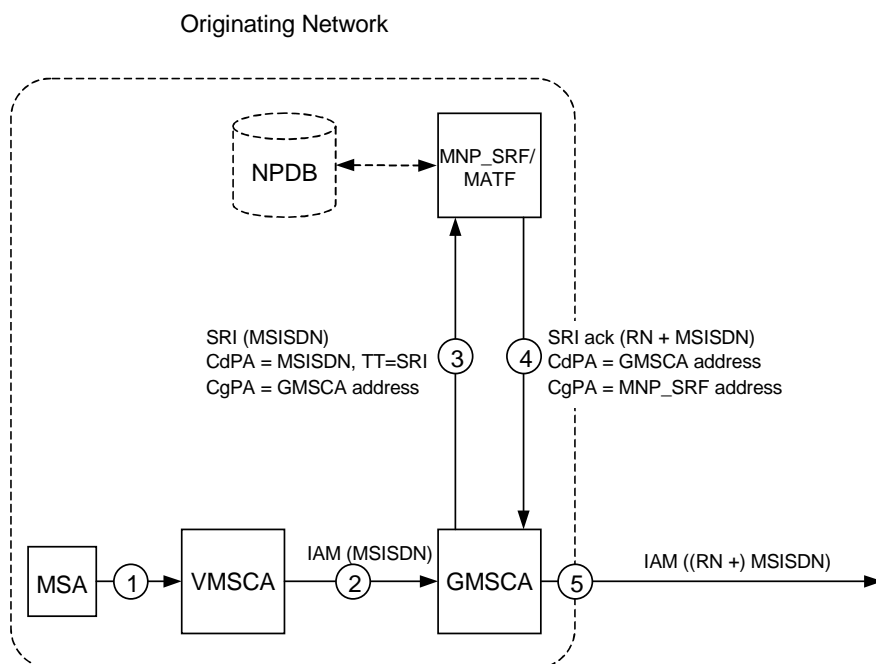 Originating Network
NPDB
MNP_SRF/
MATF
SRI (MSISDN)
CdPA = MSISDN, TT=SRI
CgPA = GMSCA address
3
4
SRI ack (RN + MSISDN)
CdPA = GMSCA address
CgPA = MNP_SRF address
MSA
1
VMSCA
IAM (MSISDN)
2
GMSCA
5
IAM ((RN +) MSISDN)